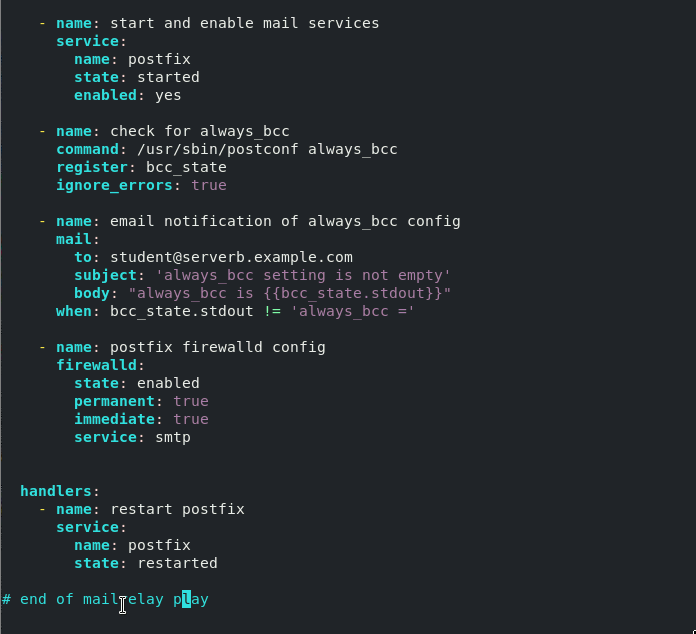 - name: start and enable mail services
      service:
        name: postfix
        state: started
        enabled: yes

    - name: check for always_bcc
      command: /usr/sbin/postconf always_bcc
      register: bcc_state
      ignore_errors: true

    - name: email notification of always_bcc config
      mail:
        to: student@serverb.example.com
        subject: 'always_bcc setting is not empty'
        body: "always_bcc is {{bcc_state.stdout}}"
      when: bcc_state.stdout != 'always_bcc ='

    - name: postfix firewalld config
      firewalld:
        state: enabled
        permanent: true
        immediate: true
        service: smtp

  handlers:
    - name: restart postfix
      service:
        name: postfix
        state: restarted

# end of mail elay play